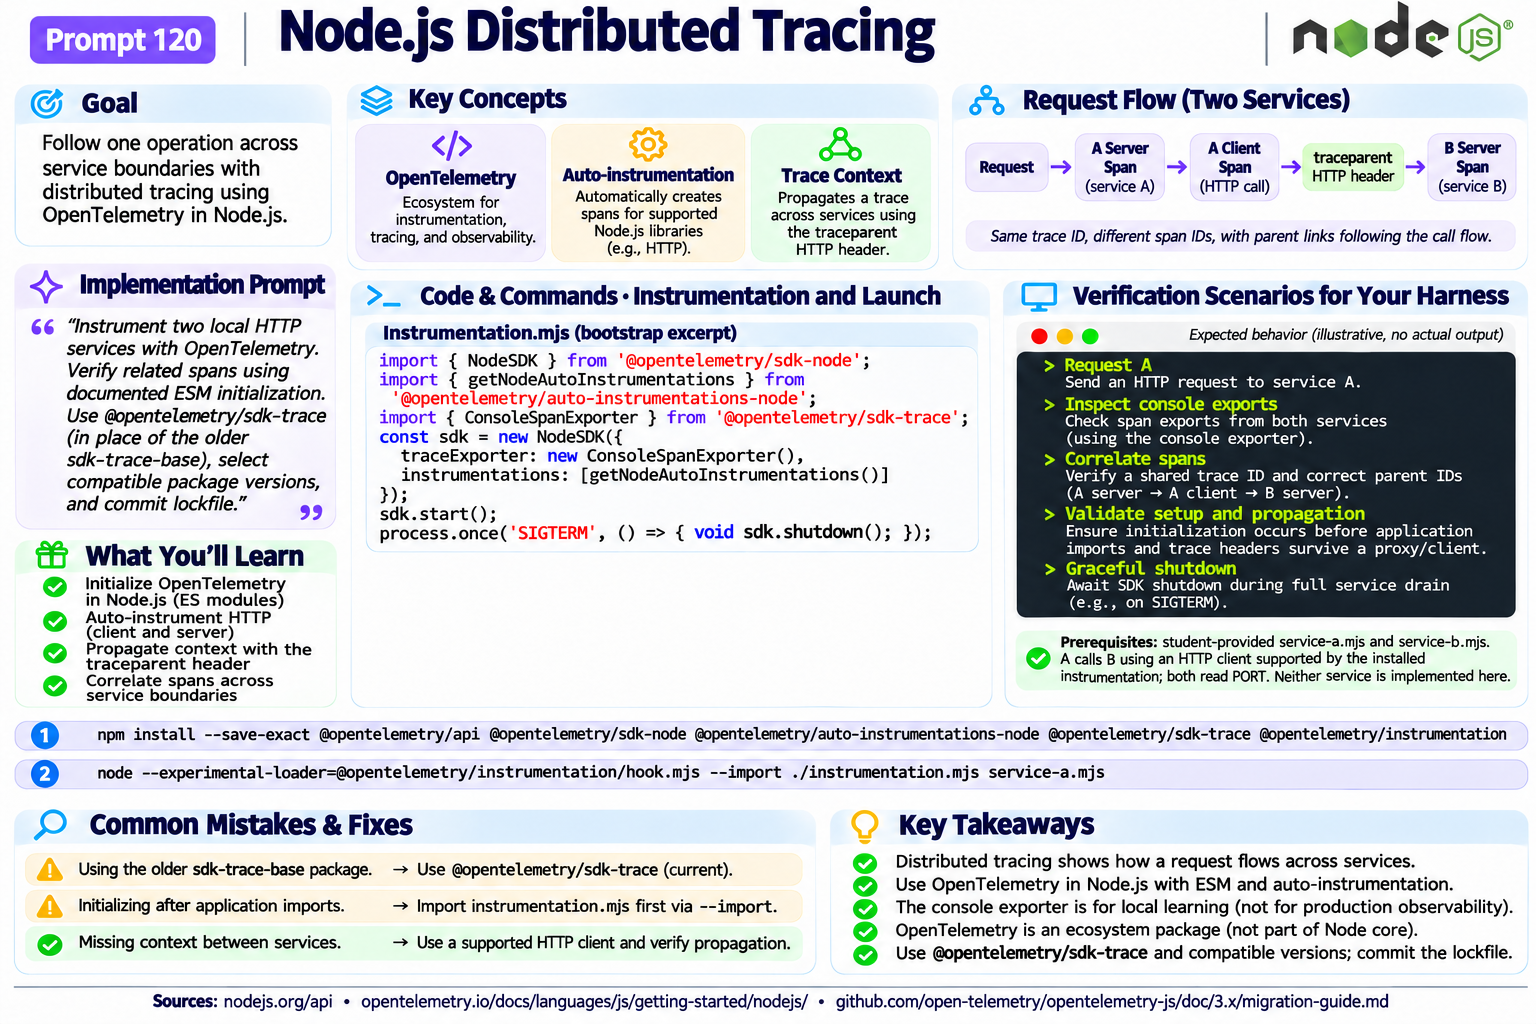 Prompt 120
Node.js Distributed Tracing
node JS ®
Goal
Follow one operation across
service boundaries with
distributed tracing using
OpenTelemetry in Node.js.
Key Concepts
</>
OpenTelemetry
Ecosystem for
instrumentation,
tracing, and observability.
Auto-instrumentation
Automatically creates
spans for supported
Node.js libraries
(e.g., HTTP).
Trace Context
Propagates a trace
across services using
the traceparent
HTTP header.
Request Flow (Two Services)
Request
A Server
Span
(service A)
A Client
Span
(HTTP call)
traceparent
HTTP header
B Server
Span
(service B)
Same trace ID, different span IDs, with parent links following the call flow.
Implementation Prompt
“Instrument two local HTTP
services with OpenTelemetry.
Verify related spans using
documented ESM initialization.
Use @opentelemetry/sdk-trace
(in place of the older
sdk-trace-base), select
compatible package versions,
and commit lockfile.”
What You’ll Learn
Initialize OpenTelemetry
in Node.js (ES modules)
Auto-instrument HTTP
(client and server)
Propagate context with the
traceparent header
Correlate spans across
service boundaries
>_ Code & Commands · Instrumentation and Launch
Instrumentation.mjs (bootstrap excerpt)
import { NodeSDK } from '@opentelemetry/sdk-node';
import { getNodeAutoInstrumentations } from
'@opentelemetry/auto-instrumentations-node';
import { ConsoleSpanExporter } from '@opentelemetry/sdk-trace';
const sdk = new NodeSDK({
traceExporter: new ConsoleSpanExporter(),
instrumentations: [getNodeAutoInstrumentations()]
});
sdk.start();
process.once('SIGTERM', () => { void sdk.shutdown(); });
Verification Scenarios for Your Harness
Expected behavior (illustrative, no actual output)
> Request A
Send an HTTP request to service A.
> Inspect console exports
Check span exports from both services
(using the console exporter).
> Correlate spans
Verify a shared trace ID and correct parent IDs
(A server → A client → B server).
> Validate setup and propagation
Ensure initialization occurs before application
imports and trace headers survive a proxy/client.
> Graceful shutdown
Await SDK shutdown during full service drain
(e.g., on SIGTERM).
Prerequisites: student-provided service-a.mjs and service-b.mjs.
A calls B using an HTTP client supported by the installed
instrumentation; both read PORT. Neither service is implemented here.
1 npm install --save-exact @opentelemetry/api @opentelemetry/sdk-node @opentelemetry/auto-instrumentations-node @opentelemetry/sdk-trace @opentelemetry/instrumentation
2 node --experimental-loader=@opentelemetry/instrumentation/hook.mjs --import ./instrumentation.mjs service-a.mjs
Common Mistakes & Fixes
Using the older sdk-trace-base package. → Use @opentelemetry/sdk-trace (current).
Initializing after application imports. → Import instrumentation.mjs first via --import.
Missing context between services. → Use a supported HTTP client and verify propagation.
Key Takeaways
Distributed tracing shows how a request flows across services.
Use OpenTelemetry in Node.js with ESM and auto-instrumentation.
The console exporter is for local learning (not for production observability).
OpenTelemetry is an ecosystem package (not part of Node core).
Use @opentelemetry/sdk-trace and compatible versions; commit the lockfile.
Sources: nodejs.org/api • opentelemetry.io/docs/languages/js/getting-started/nodejs/ • github.com/open-telemetry/opentelemetry-js/doc/3.x/migration-guide.md